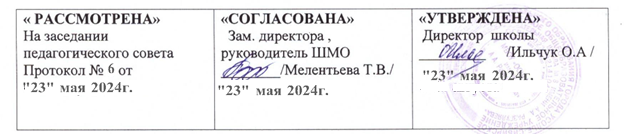 « РАССМОТРЕНА»
На заседании
педагогического совета
Протокол № 6 от
"23" мая 2024г.
«СОГЛАСОВАНА»
Зам. директора ,
руководитель ШМО
/Мелентьева Т.В./
"23" мая 2024г.
«УТВЕРЖДЕНА»
Директор школы
/Ильчук О.А /
"23" мая 2024г.